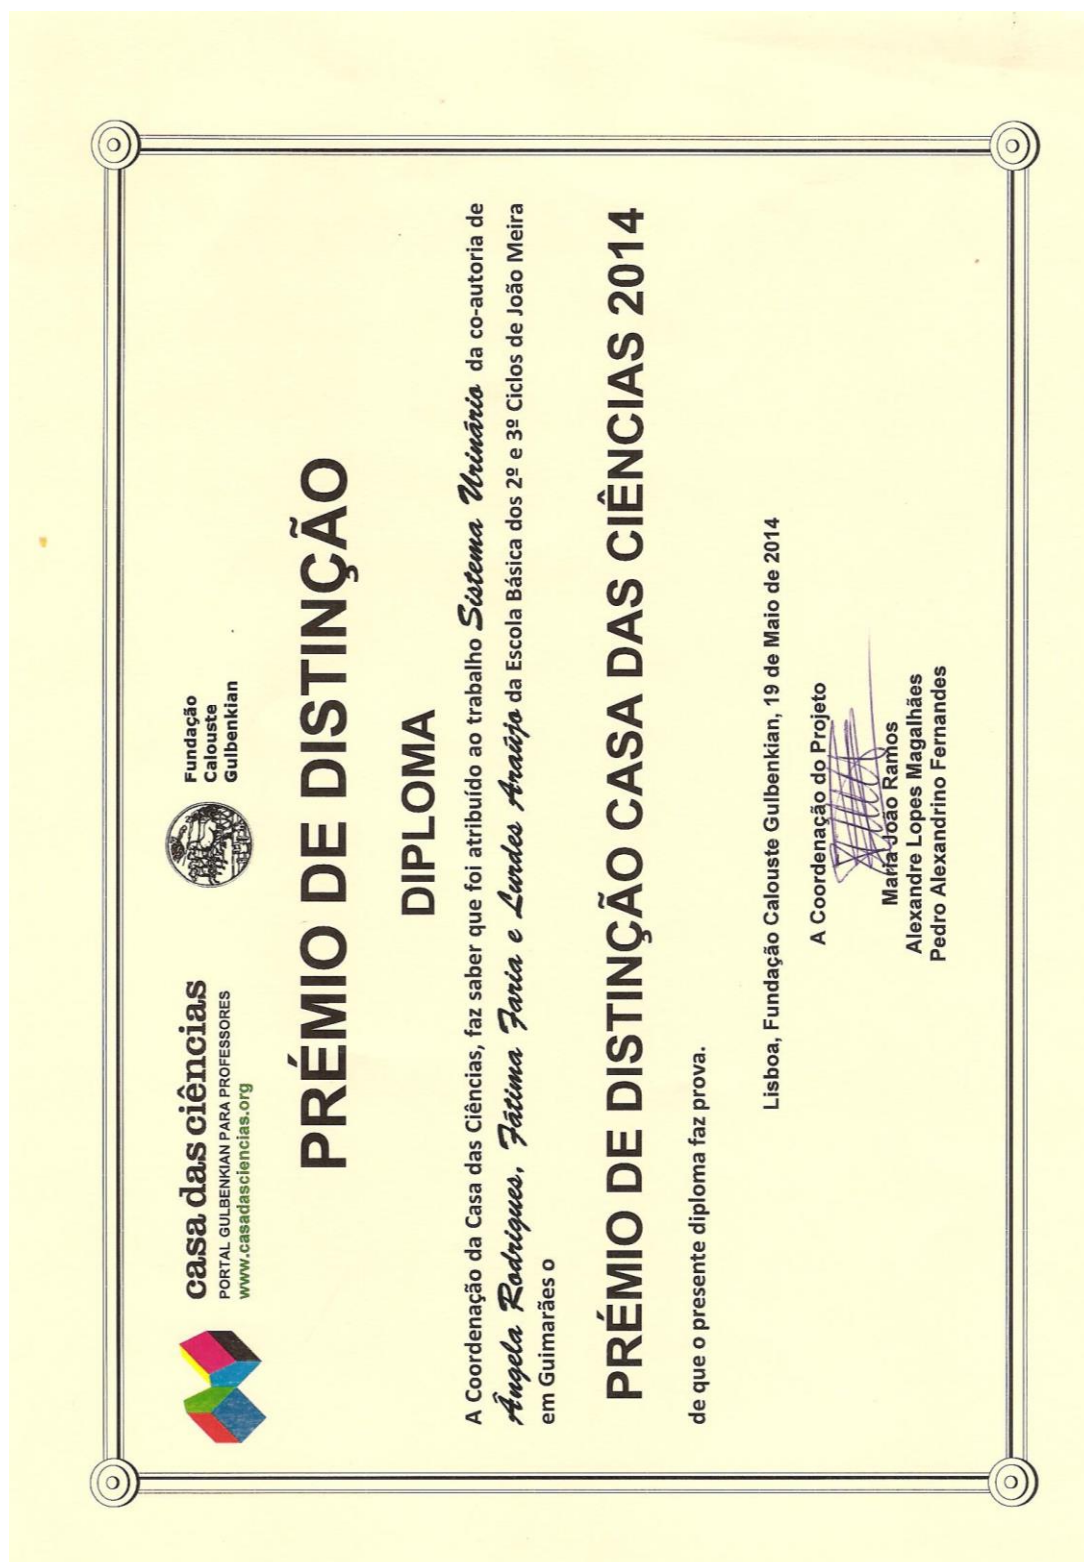 casa das ciências
PORTAL GULBENKIAN PARA PROFESSORES
www.casadasciencias.org
Fundação
Calouste
Gulbenkian
PRÉMIO DE DISTINÇÃO
DIPLOMA
A Coordenação da Casa das Ciências, faz saber que foi atribuído ao trabalho Sistema Urinário da co-autoria de
Ângela Rodrigues, Fátima Faria e Lurdes Araújo da Escola Básica dos 2º e 3º Ciclos de João Meira
em Guimarães o
PRÉMIO DE DISTINÇÃO CASA DAS CIÊNCIAS 2014
de que o presente diploma faz prova.
Lisboa, Fundação Calouste Gulbenkian, 19 de Maio de 2014
A Coordenação do Projeto
Maria João Ramos
Alexandre Lopes Magalhães
Pedro Alexandrino Fernandes